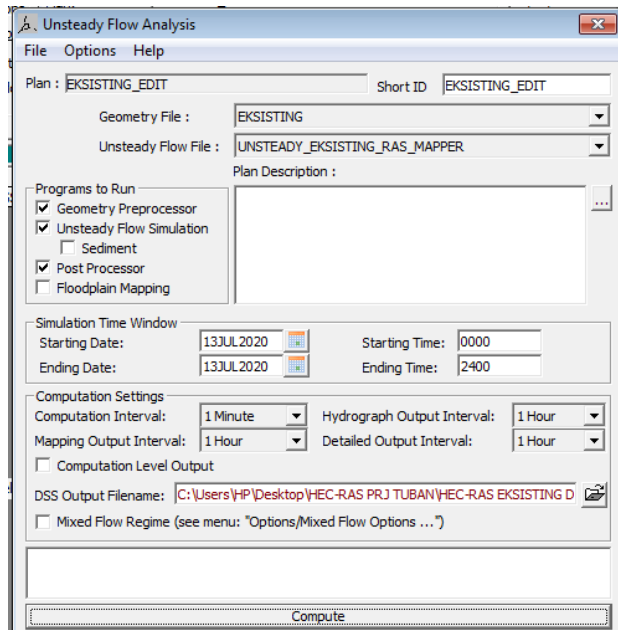 Unsteady Flow Analysis
File Options Help
Plan : EKSISTING_EDIT Short ID EKSISTING_EDIT
Geometry File : EKSISTING
Unsteady Flow File : UNSTEADY_EKSISTING_RAS_MAPPER
Plan Description :
Programs to Run
Geometry Preprocessor
Unsteady Flow Simulation
Sediment
Post Processor
Floodplain Mapping
...
Simulation Time Window
Starting Date: 13JUL2020 Starting Time: 0000
Ending Date: 13JUL2020 Ending Time: 2400
Computation Settings
Computation Interval: 1 Minute Hydrograph Output Interval: 1 Hour
Mapping Output Interval: 1 Hour Detailed Output Interval: 1 Hour
Computation Level Output
DSS Output Filename: C:\Users\HP\Desktop\HEC-RAS PRJ TUBAN\HEC-RAS EKSISTING D
Mixed Flow Regime (see menu: "Options/Mixed Flow Options ...")
Compute